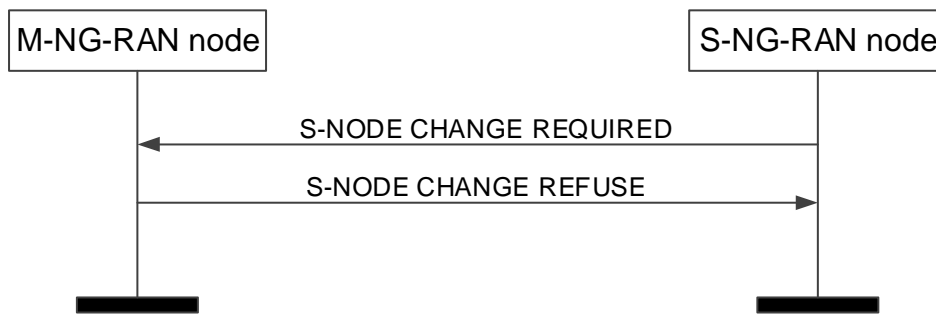 M-NG-RAN node
S-NG-RAN node
S-NODE CHANGE REQUIRED
S-NODE CHANGE REFUSE